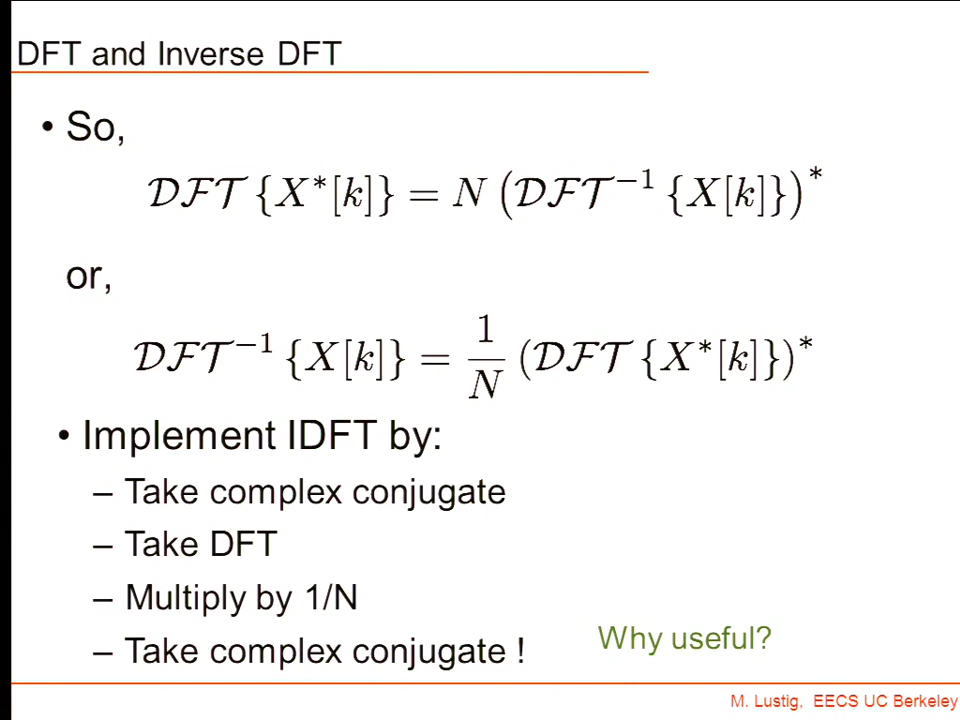 DFT and Inverse DFT
• So,
𝒟ℱ𝒯 {X*[k]} = N (𝒟ℱ𝒯⁻¹ {X[k]})*
or,
𝒟ℱ𝒯⁻¹ {X[k]} = 1/N (𝒟ℱ𝒯 {X*[k]})*
• Implement IDFT by:
– Take complex conjugate
– Take DFT
– Multiply by 1/N
– Take complex conjugate !
Why useful?
M. Lustig, EECS UC Berkeley